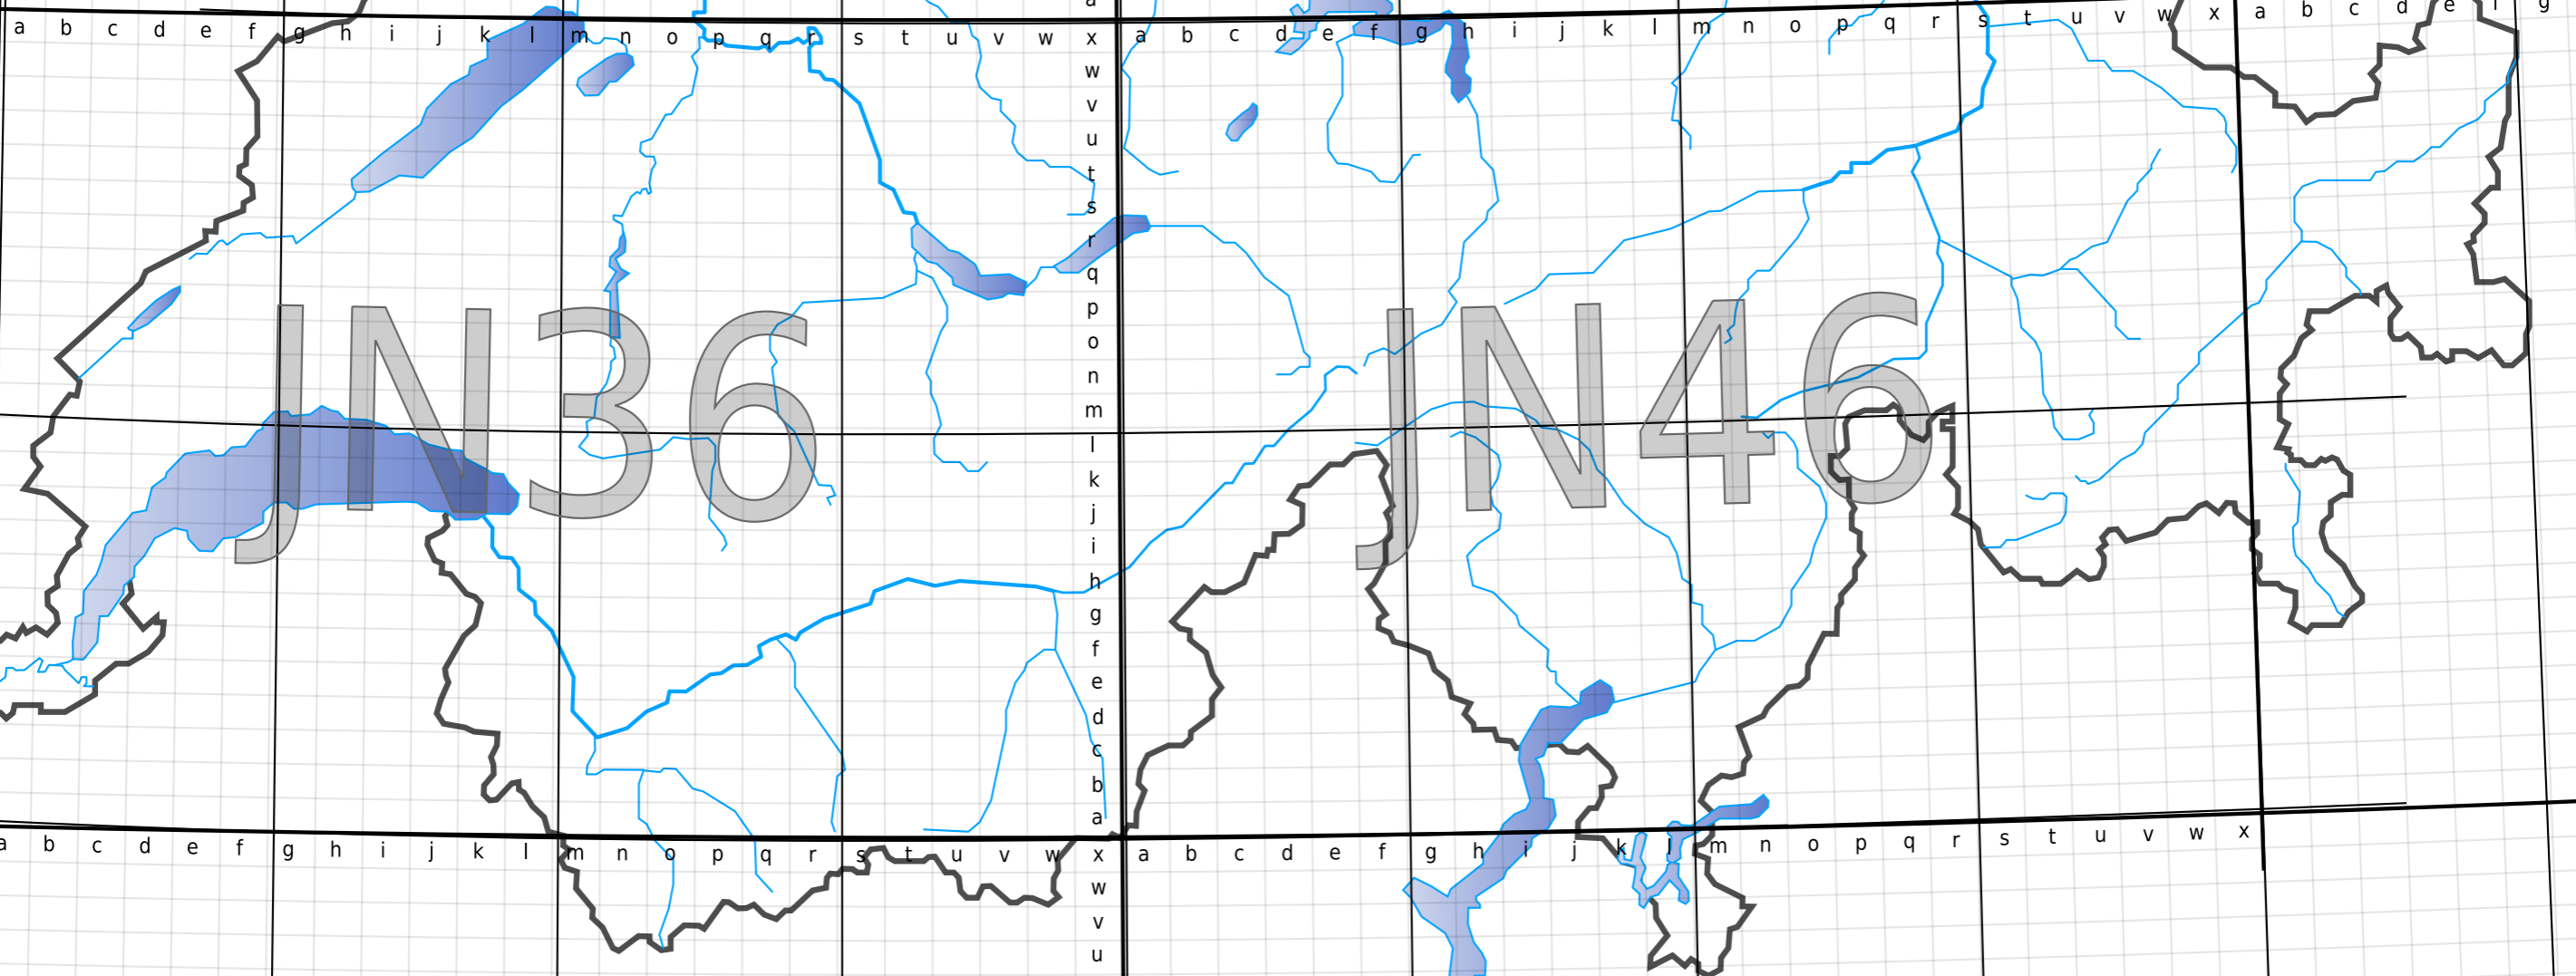 a
a b c d e f g h i j k l m n o p q r s t u v w x a b c d e f g h i j k l m n o p q r s t u v w x a b c d e f g
w
v
u
t
s
r
q
p
o
n
m
l
k
j
i
h
g
f
e
d
c
b
a
JN36 JN46
a b c d e f g h i j k l m n o p q r s t u v w x a b c d e f g h i j k l m n o p q r s t u v w x
w
v
u